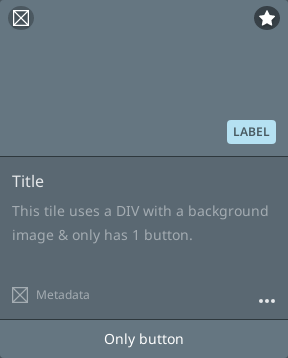 LABEL
Title
This tile uses a DIV with a background
image & only has 1 button.
Metadata
Only button